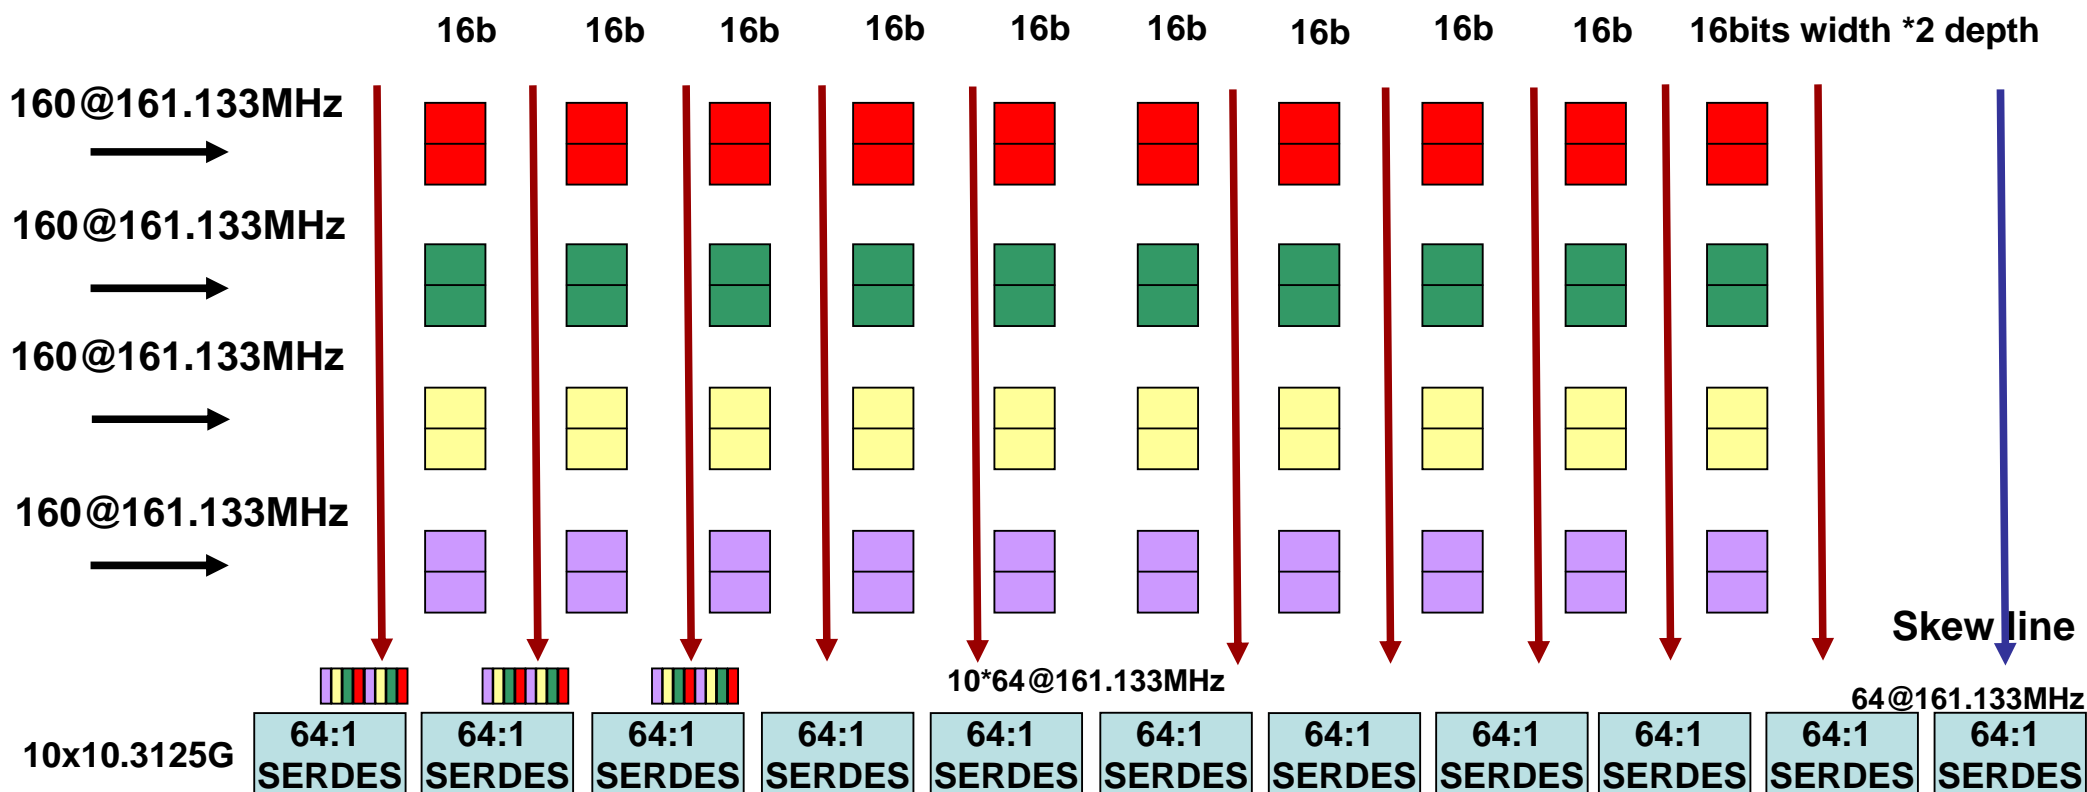 16b 16b 16b 16b 16b 16b 16b 16b 16b 16bits width *2 depth
160@161.133MHz
160@161.133MHz
160@161.133MHz
160@161.133MHz
Skew line
10*64@161.133MHz
64@161.133MHz
10x10.3125G
64:1 64:1 64:1 64:1 64:1 64:1 64:1 64:1 64:1 64:1 64:1
SERDES SERDES SERDES SERDES SERDES SERDES SERDES SERDES SERDES SERDES SERDES